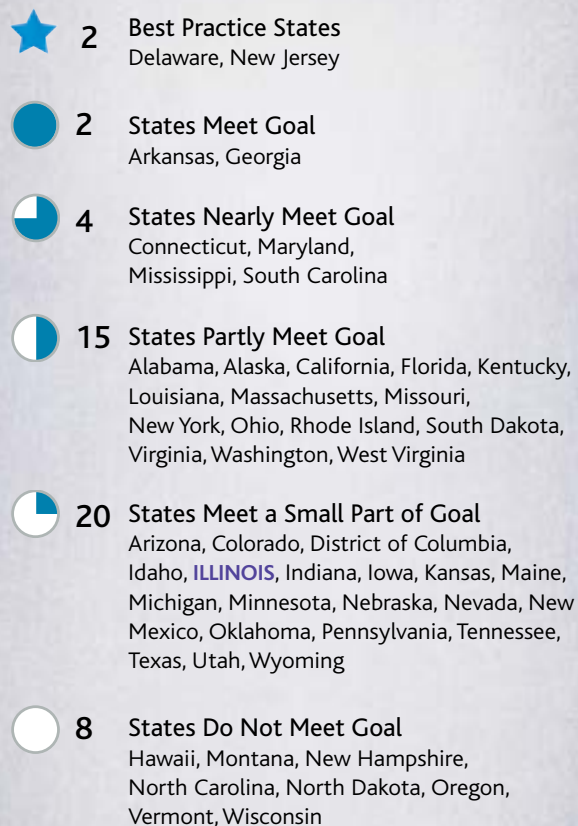 2 Best Practice States
Delaware, New Jersey
2 States Meet Goal
Arkansas, Georgia
4 States Nearly Meet Goal
Connecticut, Maryland,
Mississippi, South Carolina
15 States Partly Meet Goal
Alabama, Alaska, California, Florida, Kentucky,
Louisiana, Massachusetts, Missouri,
New York, Ohio, Rhode Island, South Dakota,
Virginia, Washington, West Virginia
20 States Meet a Small Part of Goal
Arizona, Colorado, District of Columbia,
Idaho, ILLINOIS, Indiana, Iowa, Kansas, Maine,
Michigan, Minnesota, Nebraska, Nevada, New
Mexico, Oklahoma, Pennsylvania, Tennessee,
Texas, Utah, Wyoming
8 States Do Not Meet Goal
Hawaii, Montana, New Hampshire,
North Carolina, North Dakota, Oregon,
Vermont, Wisconsin